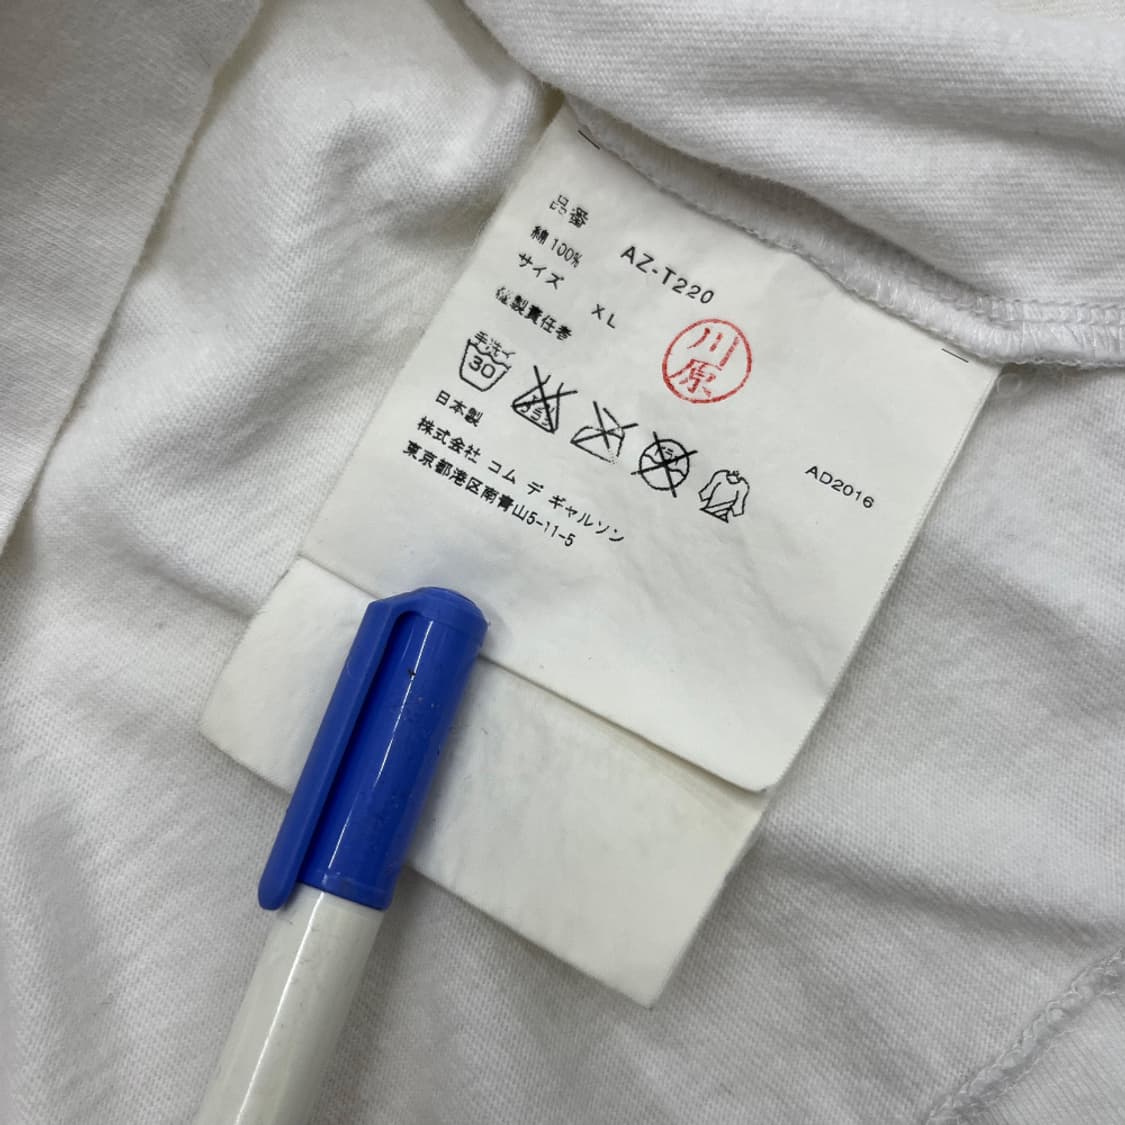 品番 AZ-T220
綿 100%
サイズ XL
縫製責任者
川原
手洗イ
30
日本製
株式会社 コム デ ギャルソン
東京都港区南青山5-11-5
AD2016